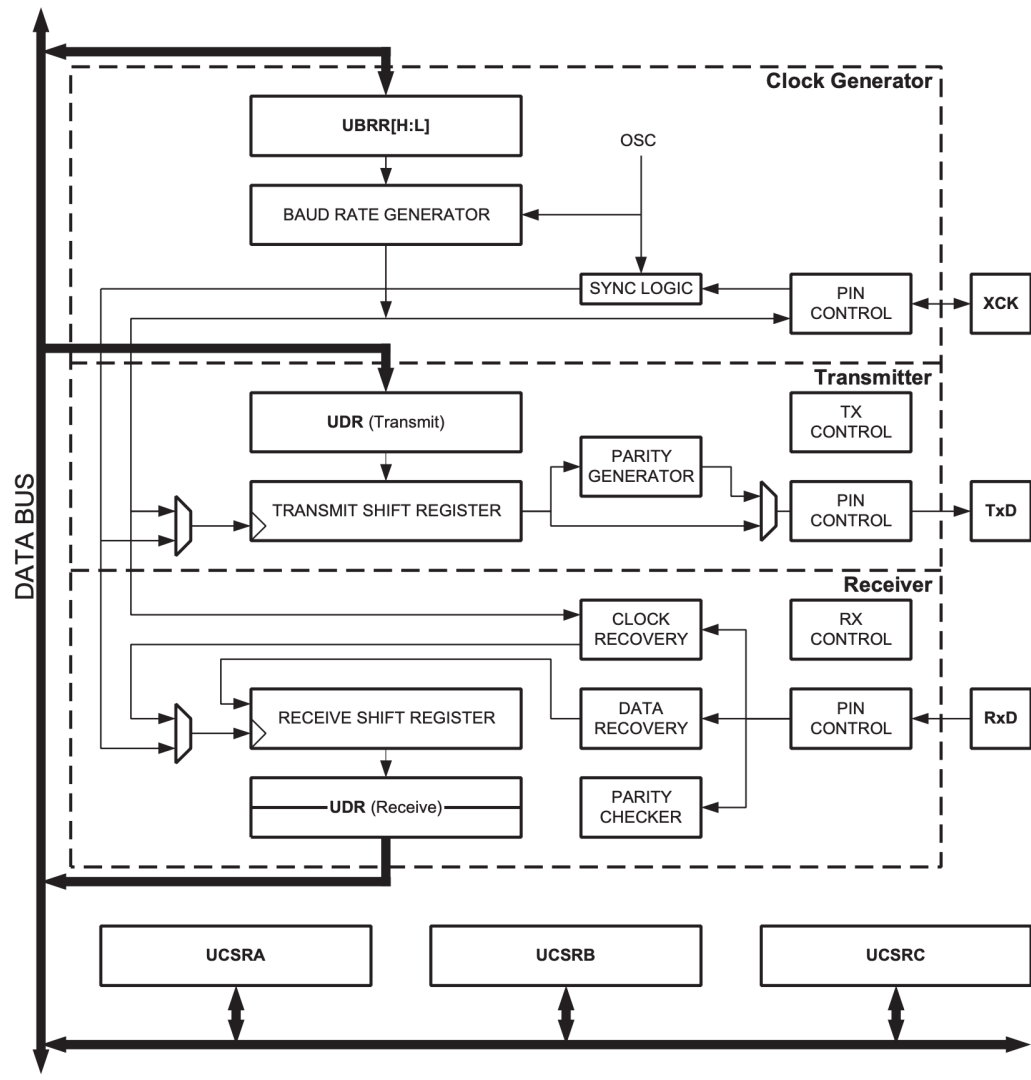 Clock Generator
UBRR[H:L]
OSC
BAUD RATE GENERATOR
SYNC LOGIC
PIN
CONTROL
XCK
Transmitter
UDR (Transmit)
TX
CONTROL
PARITY
GENERATOR
TRANSMIT SHIFT REGISTER
PIN
CONTROL
TxD
DATA BUS
Receiver
CLOCK
RECOVERY
RX
CONTROL
RECEIVE SHIFT REGISTER
DATA
RECOVERY
PIN
CONTROL
RxD
UDR (Receive)
PARITY
CHECKER
UCSRA
UCSRB
UCSRC